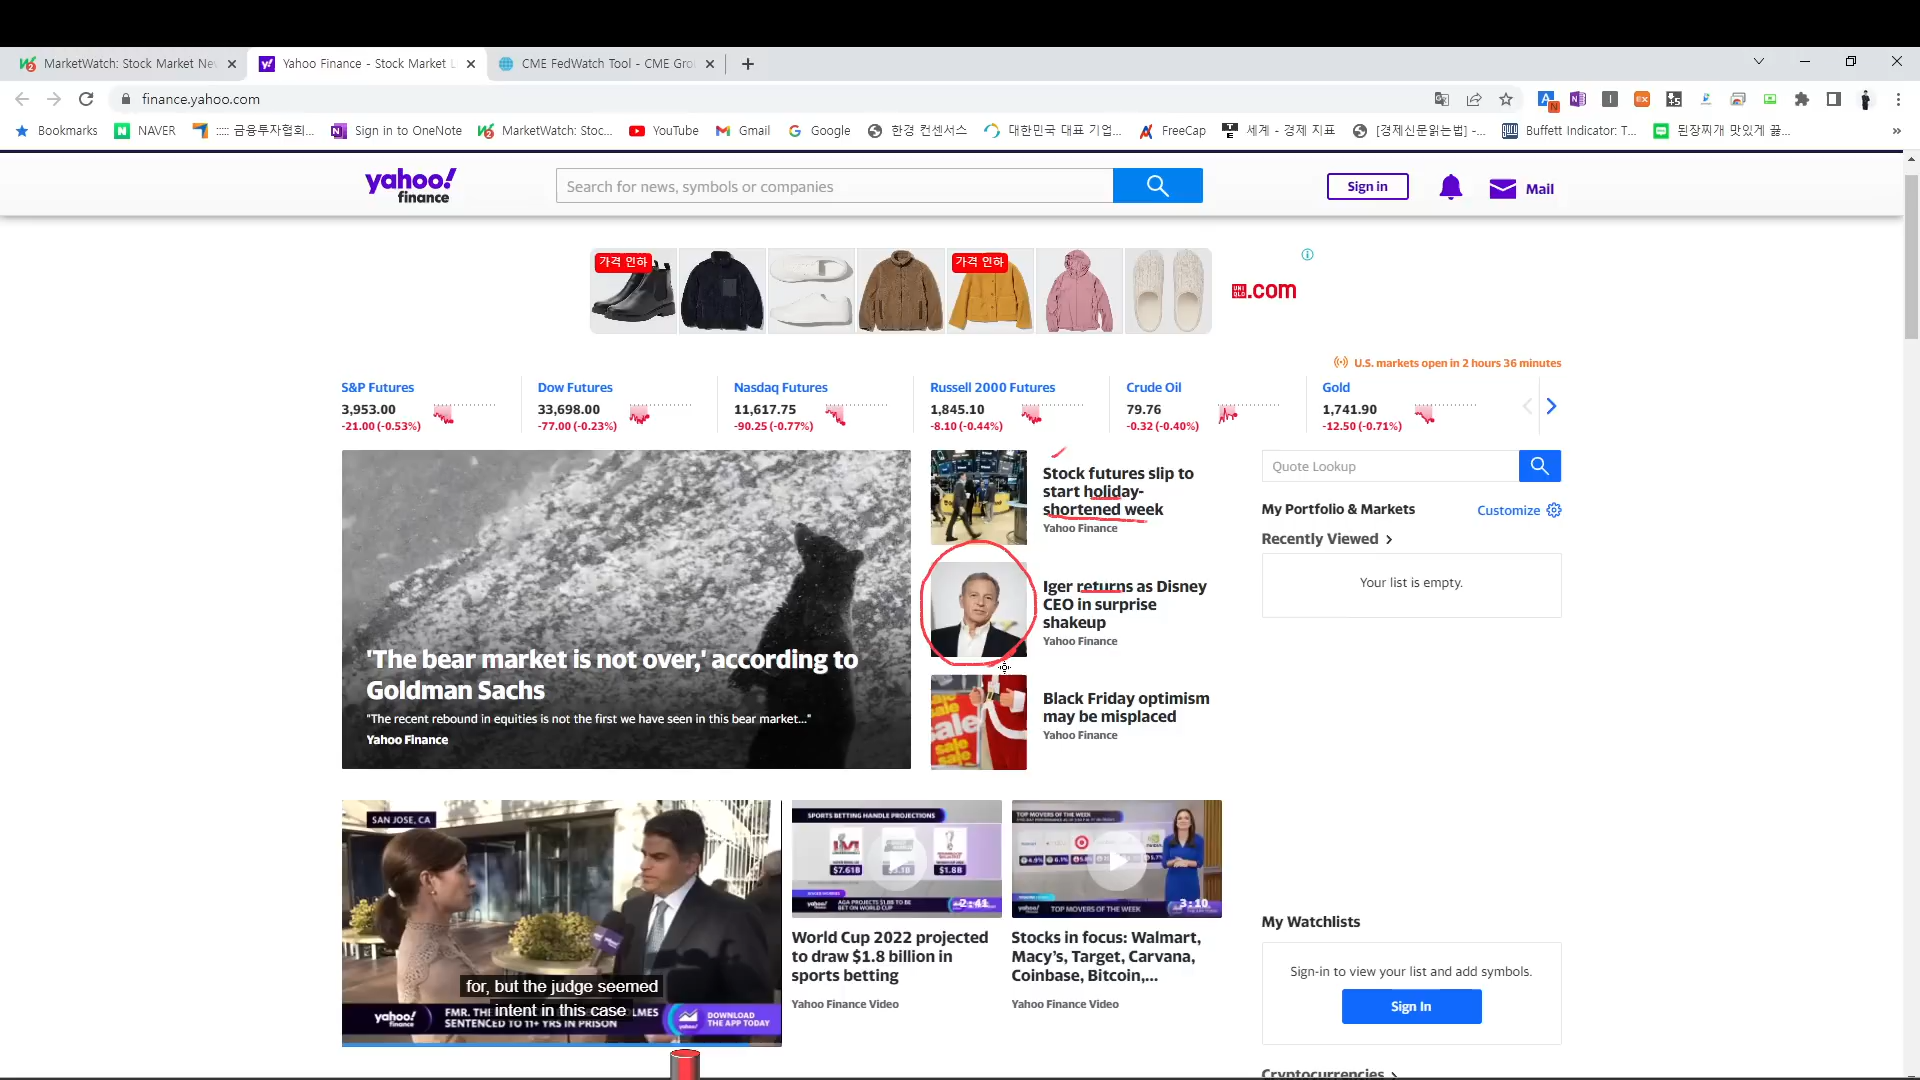 MarketWatch: Stock Market Ne
Yahoo Finance - Stock Market L
CME FedWatch Tool - CME Gro
finance.yahoo.com
Bookmarks
NAVER
::::: 금융투자협회...
Sign in to OneNote
MarketWatch: Stoc...
YouTube
Gmail
Google
한경 컨센서스
대한민국 대표 기업...
FreeCap
세계 - 경제 지표
[경제신문읽는법] -...
Buffett Indicator: T...
된장찌개 맛있게 끓...
yahoo!
finance
Search for news, symbols or companies
Sign in
Mail
가격 인하
가격 인하
UNIQLO.com
U.S. markets open in 2 hours 36 minutes
S&P Futures
3,953.00
-21.00 (-0.53%)
Dow Futures
33,698.00
-77.00 (-0.23%)
Nasdaq Futures
11,617.75
-90.25 (-0.77%)
Russell 2000 Futures
1,845.10
-8.10 (-0.44%)
Crude Oil
79.76
-0.32 (-0.40%)
Gold
1,741.90
-12.50 (-0.71%)
'The bear market is not over,' according to
Goldman Sachs
"The recent rebound in equities is not the first we have seen in this bear market..."
Yahoo Finance
Stock futures slip to
start holiday-
shortened week
Yahoo Finance
Iger returns as Disney
CEO in surprise
shakeup
Yahoo Finance
sale
sale
sale
Black Friday optimism
may be misplaced
Yahoo Finance
Quote Lookup
My Portfolio & Markets
Customize
Recently Viewed
Your list is empty.
SAN JOSE, CA
for, but the judge seemed
intent in this case
yahoo!
finance
FMR. THE
LMES
SENTENCED TO 11+ YRS IN PRISON
DOWNLOAD
THE APP TODAY
SPORTS BETTING HANDLE PROJECTIONS
$7.61B
$1.8B
AGA PROJECTS $1.8B TO BE
BET ON WORLD CUP
2:41
World Cup 2022 projected
to draw $1.8 billion in
sports betting
Yahoo Finance Video
TOP MOVERS OF THE WEEK
TOP MOVERS OF THE WEEK
3:10
Stocks in focus: Walmart,
Macy's, Target, Carvana,
Coinbase, Bitcoin,...
Yahoo Finance Video
My Watchlists
Sign-in to view your list and add symbols.
Sign In
Cryptocurrencies